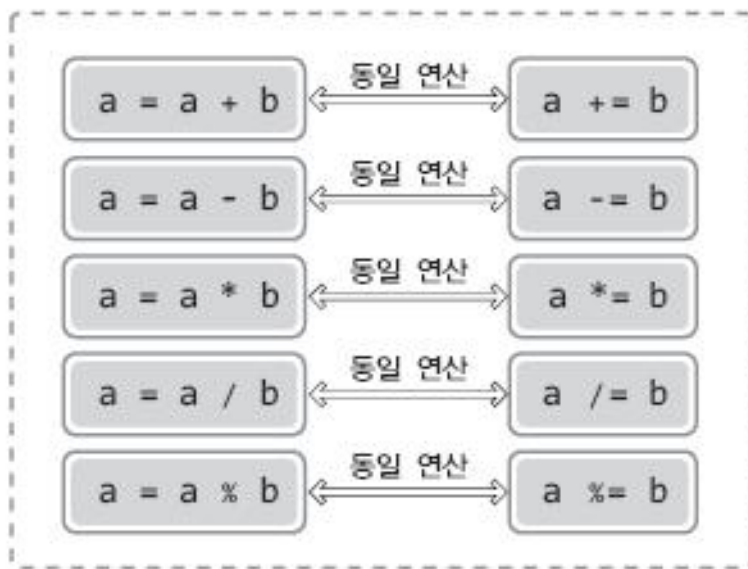 a = a + b 동일 연산 a += b
a = a - b 동일 연산 a -= b
a = a * b 동일 연산 a *= b
a = a / b 동일 연산 a /= b
a = a % b 동일 연산 a %= b